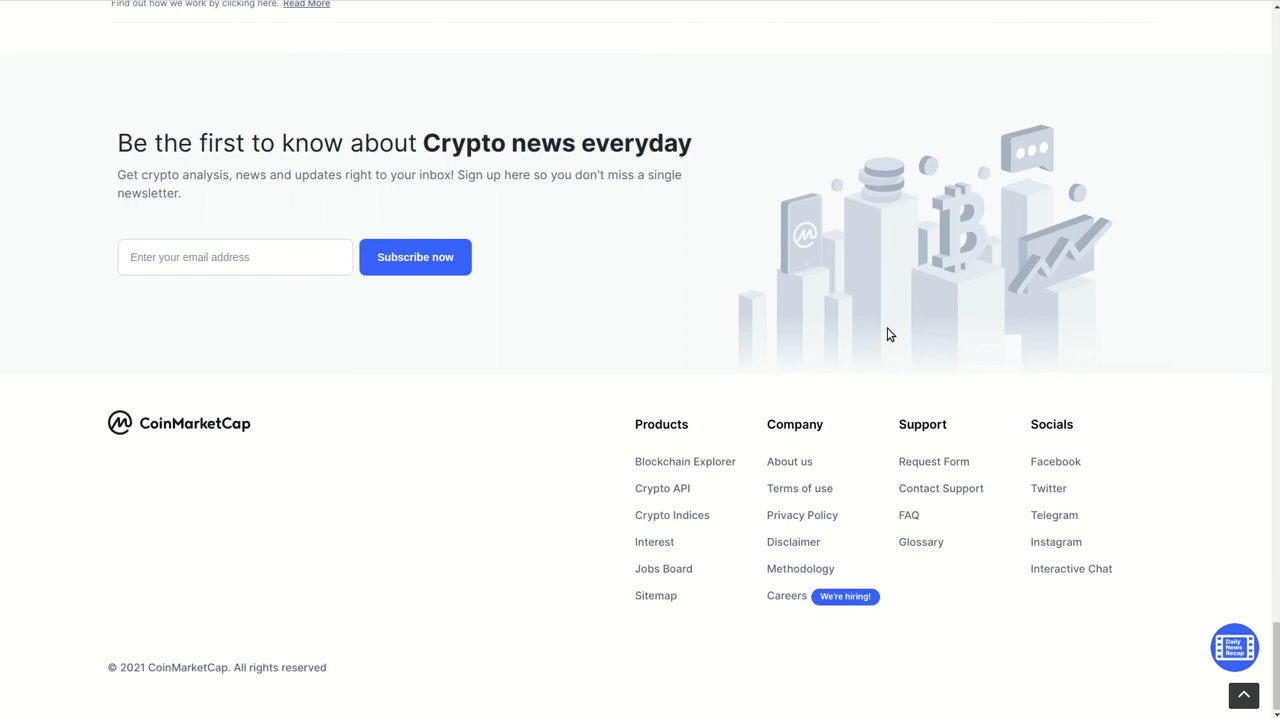 Find out how we work by clicking here. Read More
Be the first to know about Crypto news everyday
Get crypto analysis, news and updates right to your inbox! Sign up here so you don't miss a single
newsletter.
Enter your email address
Subscribe now
CoinMarketCap
Products
Blockchain Explorer
Crypto API
Crypto Indices
Interest
Jobs Board
Sitemap
Company
About us
Terms of use
Privacy Policy
Disclaimer
Methodology
Careers We're hiring!
Support
Request Form
Contact Support
FAQ
Glossary
Socials
Facebook
Twitter
Telegram
Instagram
Interactive Chat
Daily
News
Recap
© 2021 CoinMarketCap. All rights reserved